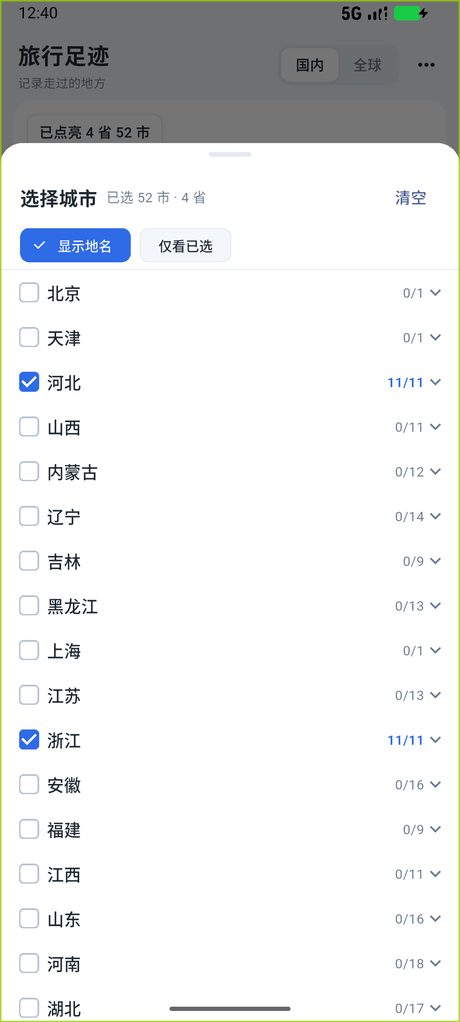 12:40 5G
旅行足迹 国内 全球
记录走过的地方
已点亮 4 省 52 市
选择城市 已选 52 市 · 4 省 清空
显示地名 仅看已选
北京 0/1
天津 0/1
河北 11/11
山西 0/11
内蒙古 0/12
辽宁 0/14
吉林 0/9
黑龙江 0/13
上海 0/1
江苏 0/13
浙江 11/11
安徽 0/16
福建 0/9
江西 0/11
山东 0/16
河南 0/18
湖北 0/17